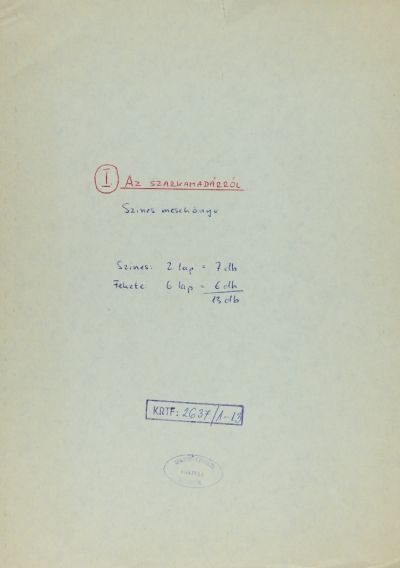 I AZ SZARKAMADÁRRÓL
Színes mesekönyv
Színes: 2 lap = 7 db
Fekete 6 lap = 6 db
13 db
KRTF: 2637/1-13